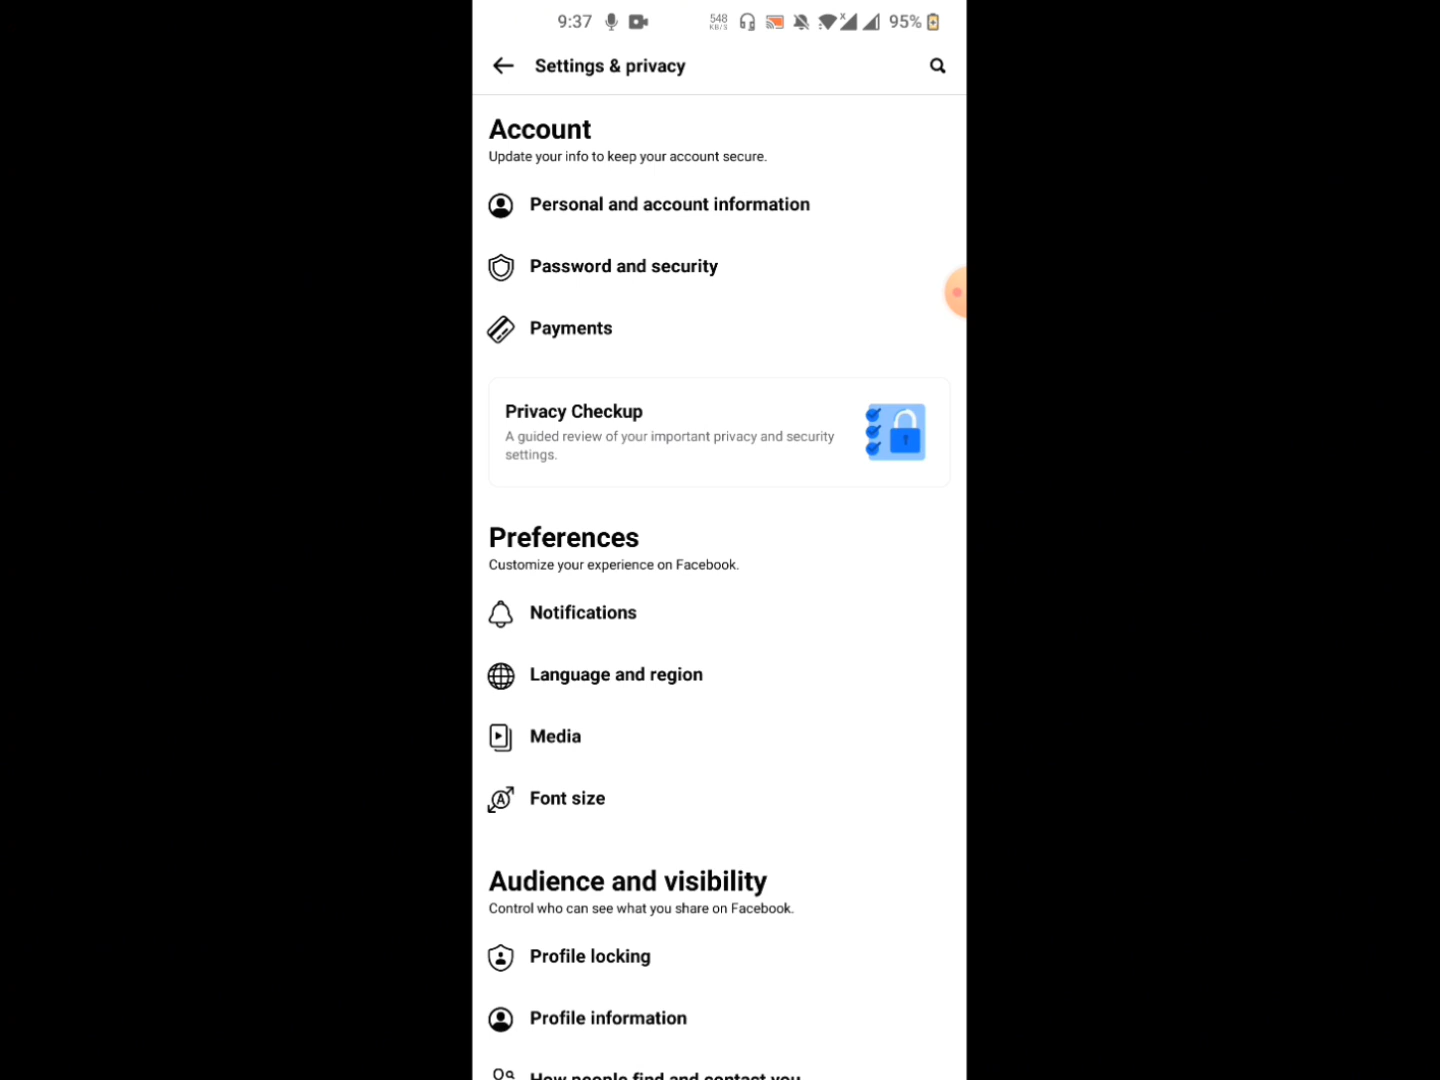 9:37 548 KB/S 95%
Settings & privacy
Account
Update your info to keep your account secure.
Personal and account information
Password and security
Payments
Privacy Checkup
A guided review of your important privacy and security
settings.
Preferences
Customize your experience on Facebook.
Notifications
Language and region
Media
Font size
Audience and visibility
Control who can see what you share on Facebook.
Profile locking
Profile information
How people find and contact you